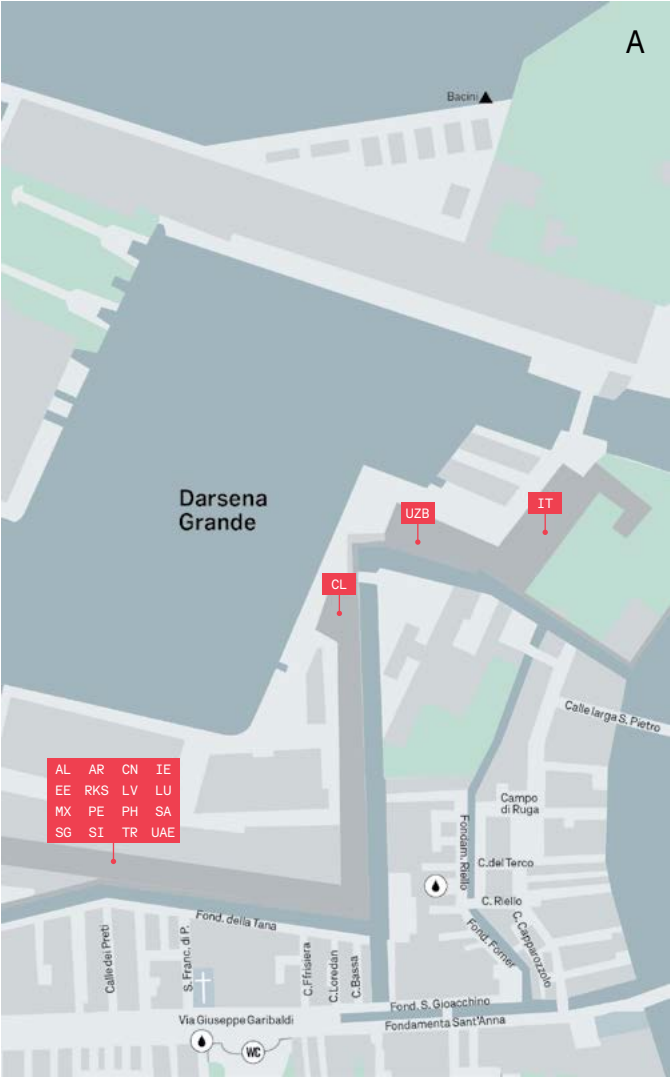 A
Bacini
Darsena
Grande
UZB
IT
CL
Calle larga S. Pietro
AL AR CN IE
EE RKS LV LU
MX PE PH SA
SG SI TR UAE
Campo
di Ruga
Fondam. Riello
C.del Terco
C. Riello
C. Capparozzolo
Fond. Forner
Fond. della Tana
Calle dei Preti
S. Franc. di P.
C.Ffrisiera
C.Loredan
C.Bassa
Fond. S. Gioacchino
Via Giuseppe Garibaldi
Fondamenta Sant'Anna
WC